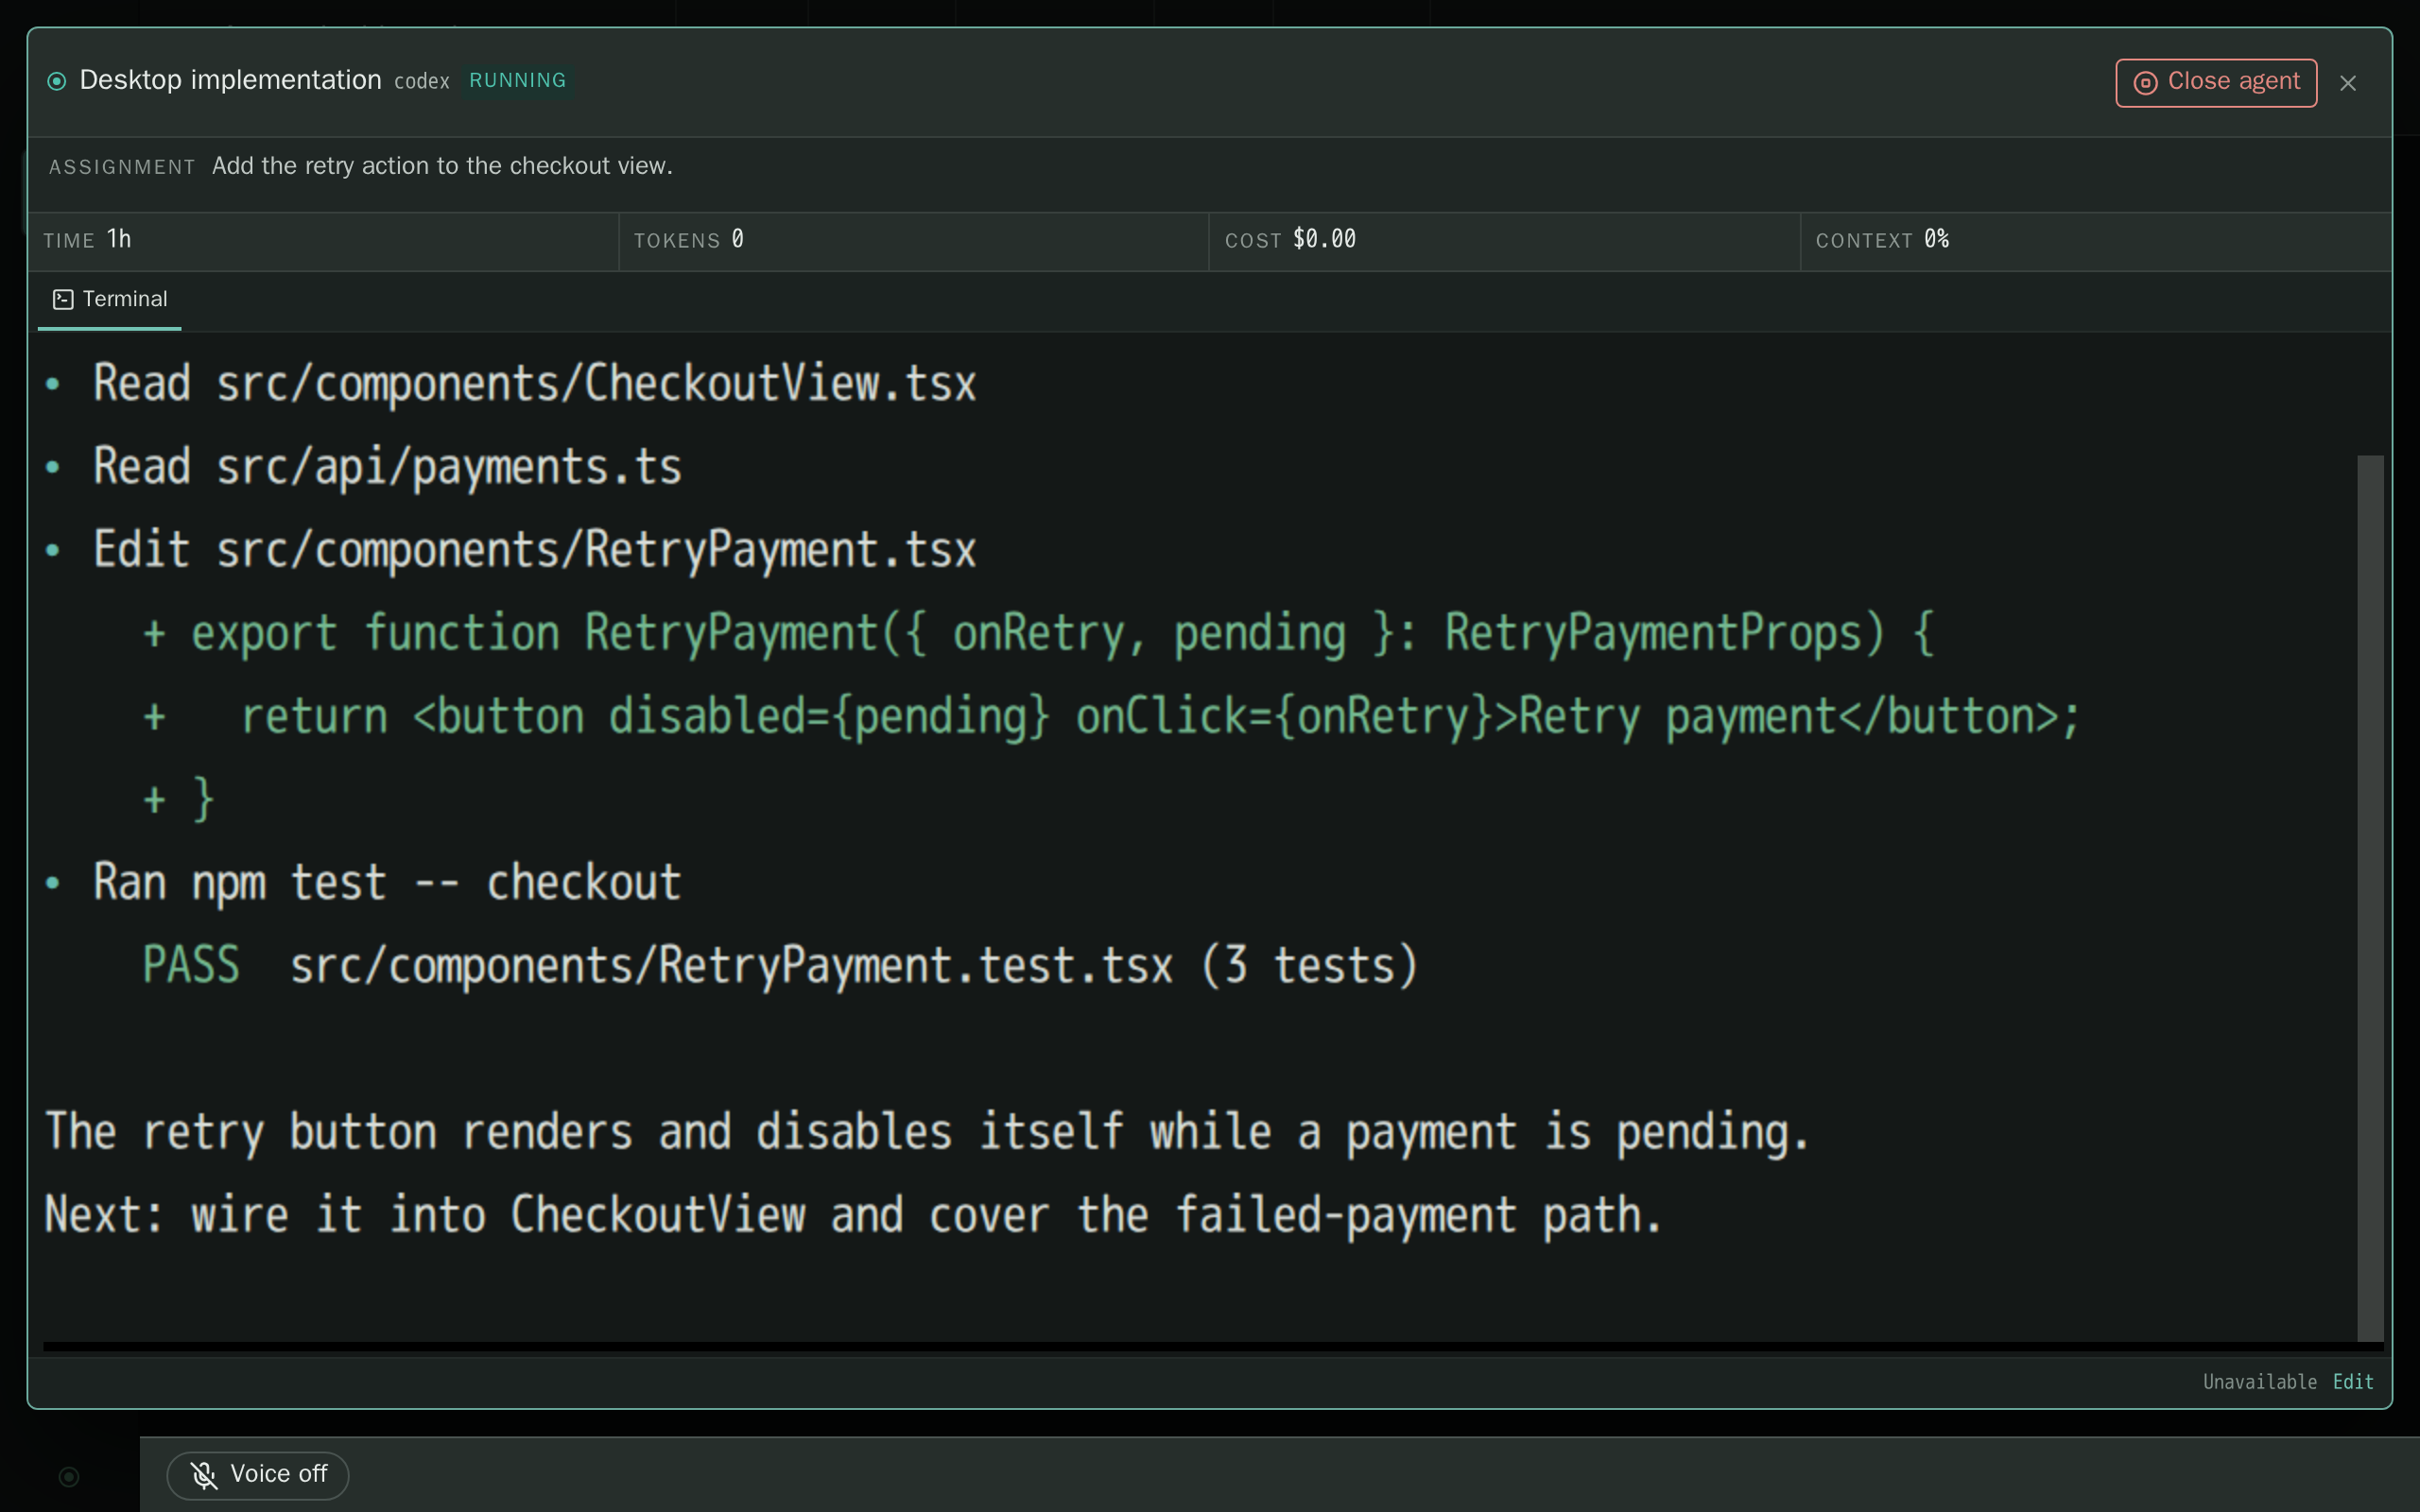 Desktop implementation codex RUNNING
Close agent
ASSIGNMENT Add the retry action to the checkout view.
TIME 1h
TOKENS 0
COST $0.00
CONTEXT 0%
Terminal
• Read src/components/CheckoutView.tsx
• Read src/api/payments.ts
• Edit src/components/RetryPayment.tsx
+ export function RetryPayment({ onRetry, pending }: RetryPaymentProps) {
+   return <button disabled={pending} onClick={onRetry}>Retry payment</button>;
+ }
• Ran npm test -- checkout
PASS  src/components/RetryPayment.test.tsx (3 tests)
The retry button renders and disables itself while a payment is pending.
Next: wire it into CheckoutView and cover the failed-payment path.
Unavailable Edit
Voice off